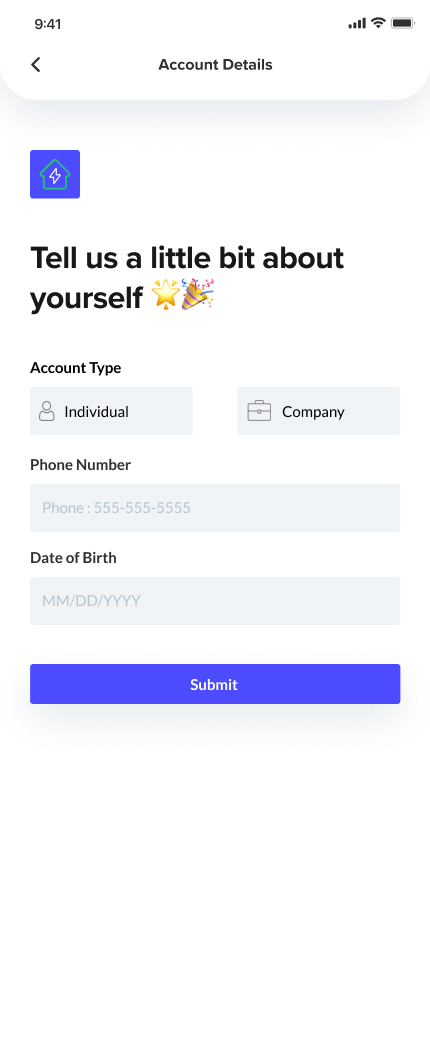 9:41
Account Details
Tell us a little bit about
yourself 🌟🎉
Account Type
Individual
Company
Phone Number
Phone : 555-555-5555
Date of Birth
MM/DD/YYYY
Submit